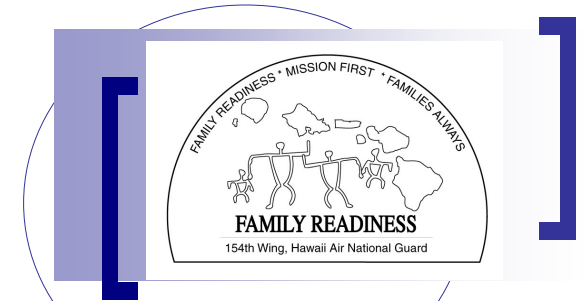 FAMILY READINESS * MISSION FIRST * FAMILIES ALWAYS
FAMILY READINESS
154th Wing, Hawaii Air National Guard